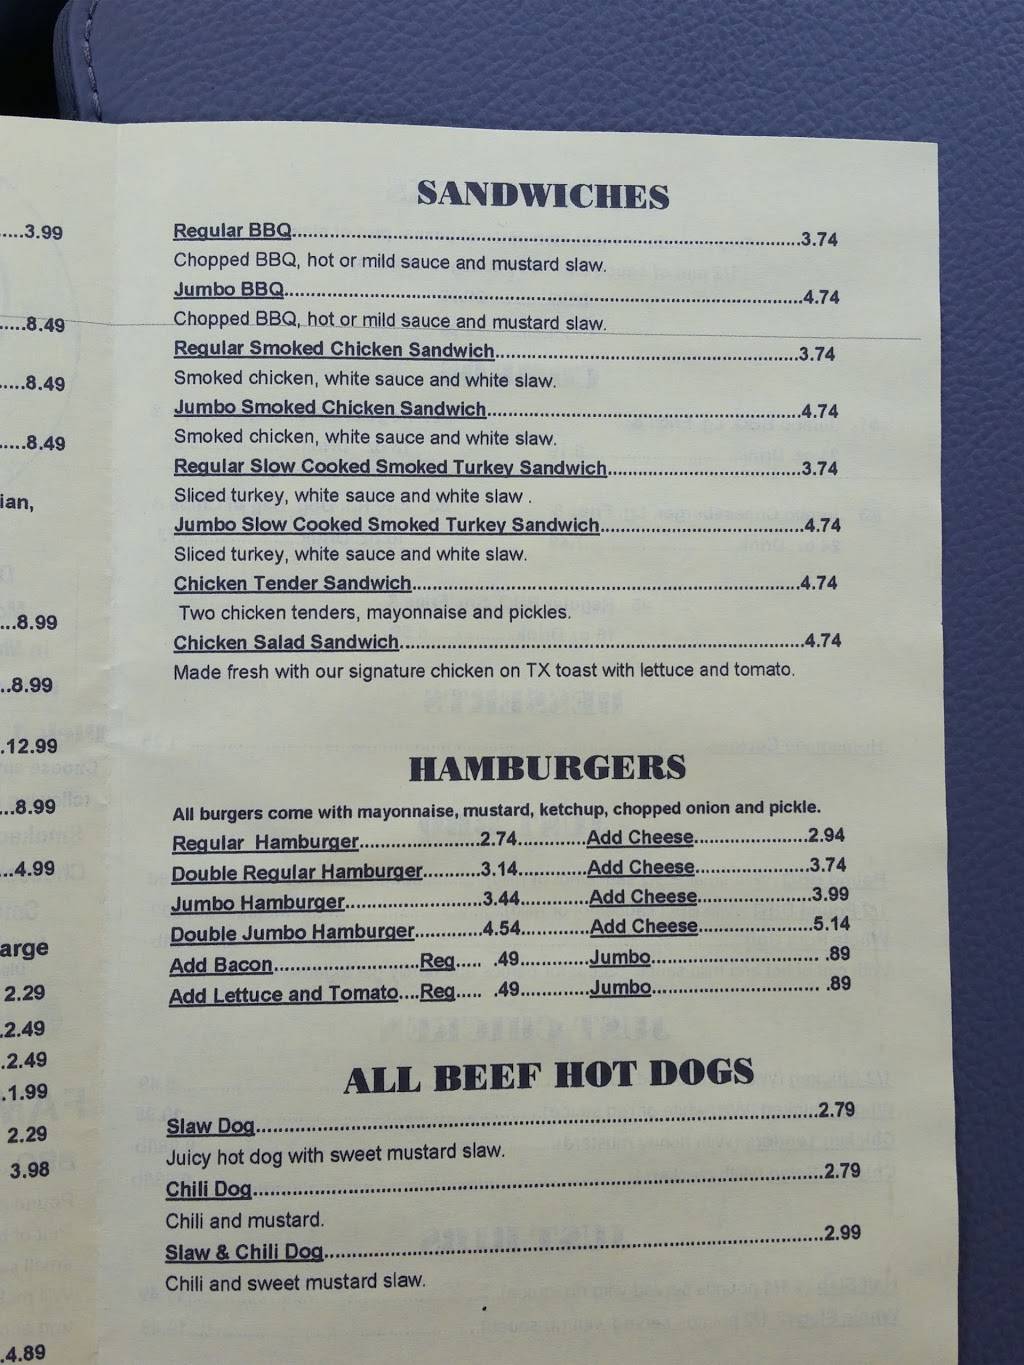 ....3.99
....8.49
.....8.49
.....8.49
ian,
...8.99
..8.99
.12.99
...8.99
...4.99
arge
2.29
.2.49
.2.49
.1.99
2.29
3.98
.4.89
SANDWICHES
Regular BBQ....3.74
Chopped BBQ, hot or mild sauce and mustard slaw.
Jumbo BBQ....4.74
Chopped BBQ, hot or mild sauce and mustard slaw.
Regular Smoked Chicken Sandwich....3.74
Smoked chicken, white sauce and white slaw.
Jumbo Smoked Chicken Sandwich....4.74
Smoked chicken, white sauce and white slaw.
Regular Slow Cooked Smoked Turkey Sandwich....3.74
Sliced turkey, white sauce and white slaw .
Jumbo Slow Cooked Smoked Turkey Sandwich....4.74
Sliced turkey, white sauce and white slaw.
Chicken Tender Sandwich....4.74
Two chicken tenders, mayonnaise and pickles.
Chicken Salad Sandwich....4.74
Made fresh with our signature chicken on TX toast with lettuce and tomato.
HAMBURGERS
All burgers come with mayonnaise, mustard, ketchup, chopped onion and pickle.
Regular Hamburger....2.74....Add Cheese....2.94
Double Regular Hamburger....3.14....Add Cheese....3.74
Jumbo Hamburger....3.44....Add Cheese....3.99
Double Jumbo Hamburger....4.54....Add Cheese....5.14
Add Bacon....Reg..... .49....Jumbo.... .89
Add Lettuce and Tomato....Reg..... .49....Jumbo.... .89
ALL BEEF HOT DOGS
Slaw Dog....2.79
Juicy hot dog with sweet mustard slaw.
Chili Dog....2.79
Chili and mustard.
Slaw & Chili Dog....2.99
Chili and sweet mustard slaw.